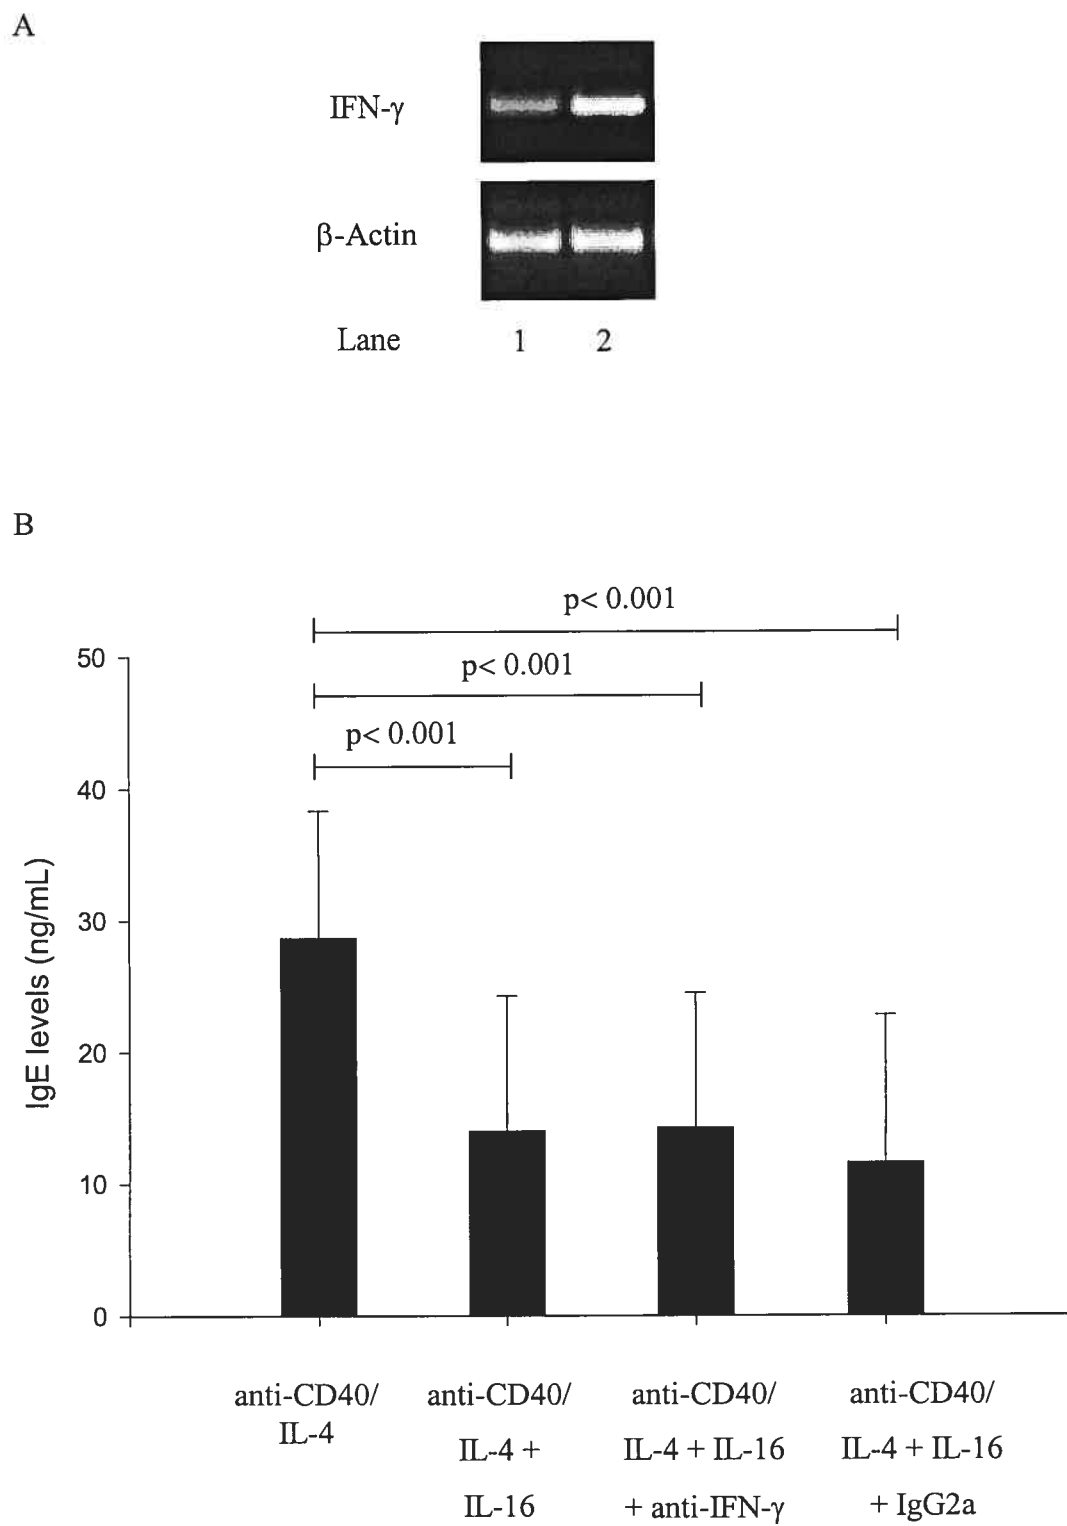 A
IFN-γ
β-Actin
Lane 1 2
B
p< 0.001
p< 0.001
p< 0.001
50
40
30
20
10
0
IgE levels (ng/mL)
anti-CD40/
IL-4
anti-CD40/
IL-4 +
IL-16
anti-CD40/
IL-4 + IL-16
+ anti-IFN-γ
anti-CD40/
IL-4 + IL-16
+ IgG2a